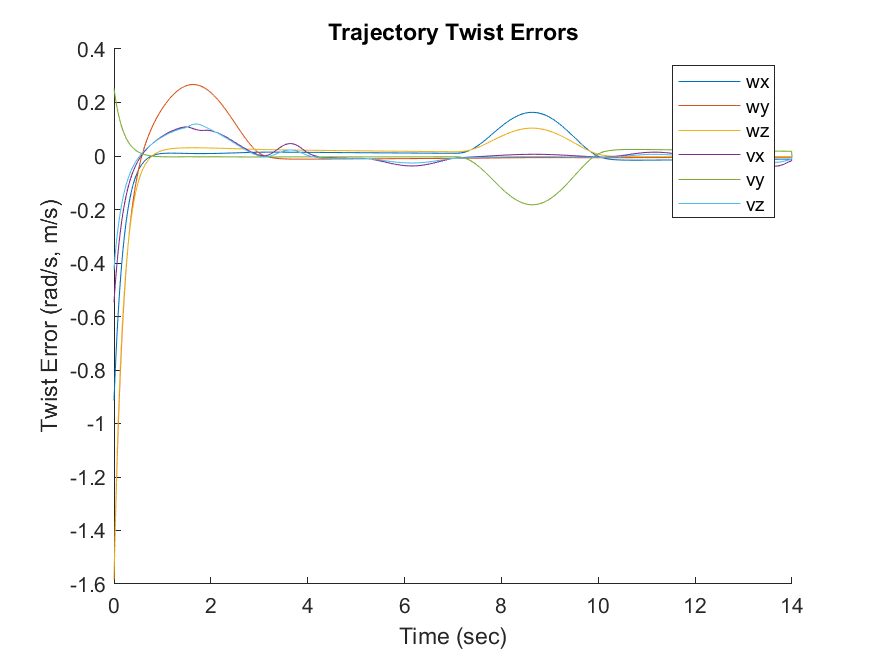 Trajectory Twist Errors
0.4
0.2
0
-0.2
-0.4
-0.6
-0.8
-1
-1.2
-1.4
-1.6
Twist Error (rad/s, m/s)
wx
wy
wz
vx
vy
vz
0 2 4 6 8 10 12 14
Time (sec)